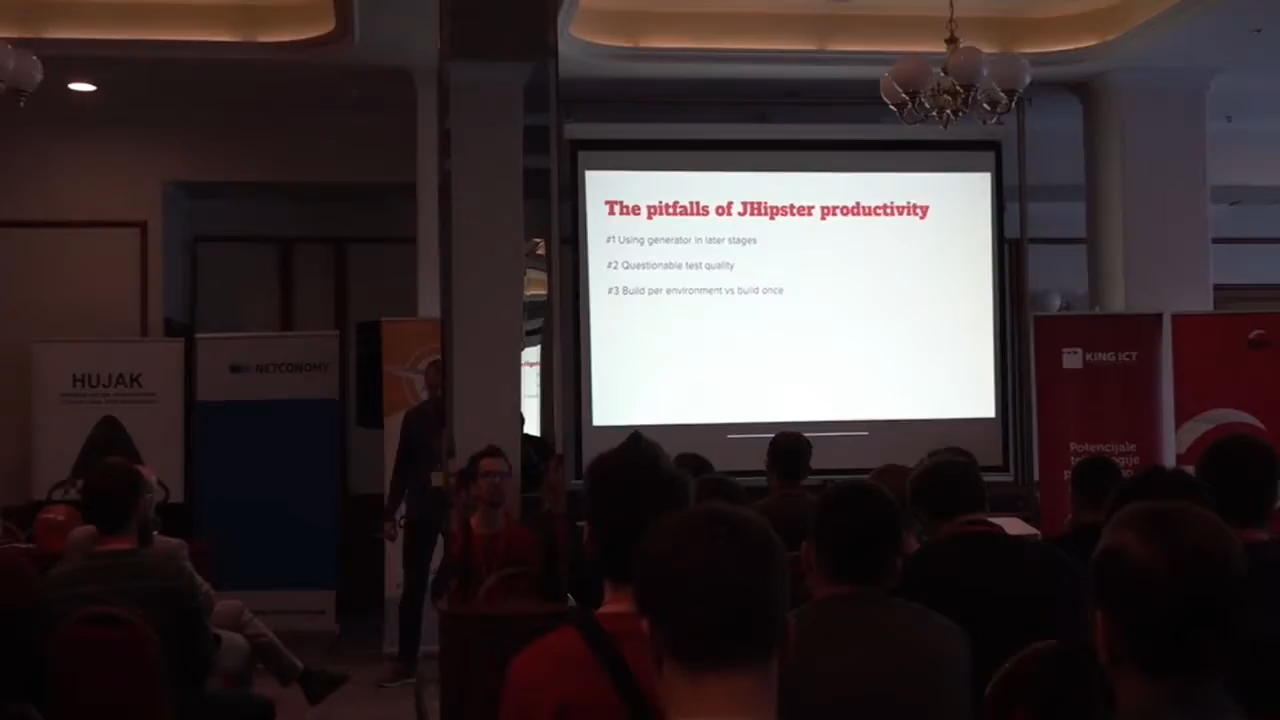 The pitfalls of JHipster productivity
#1 Using generator in later stages
#2 Questionable test quality
#3 Build per environment vs build once
HUJAK
NETCONOMY
KING ICT
Potencijale